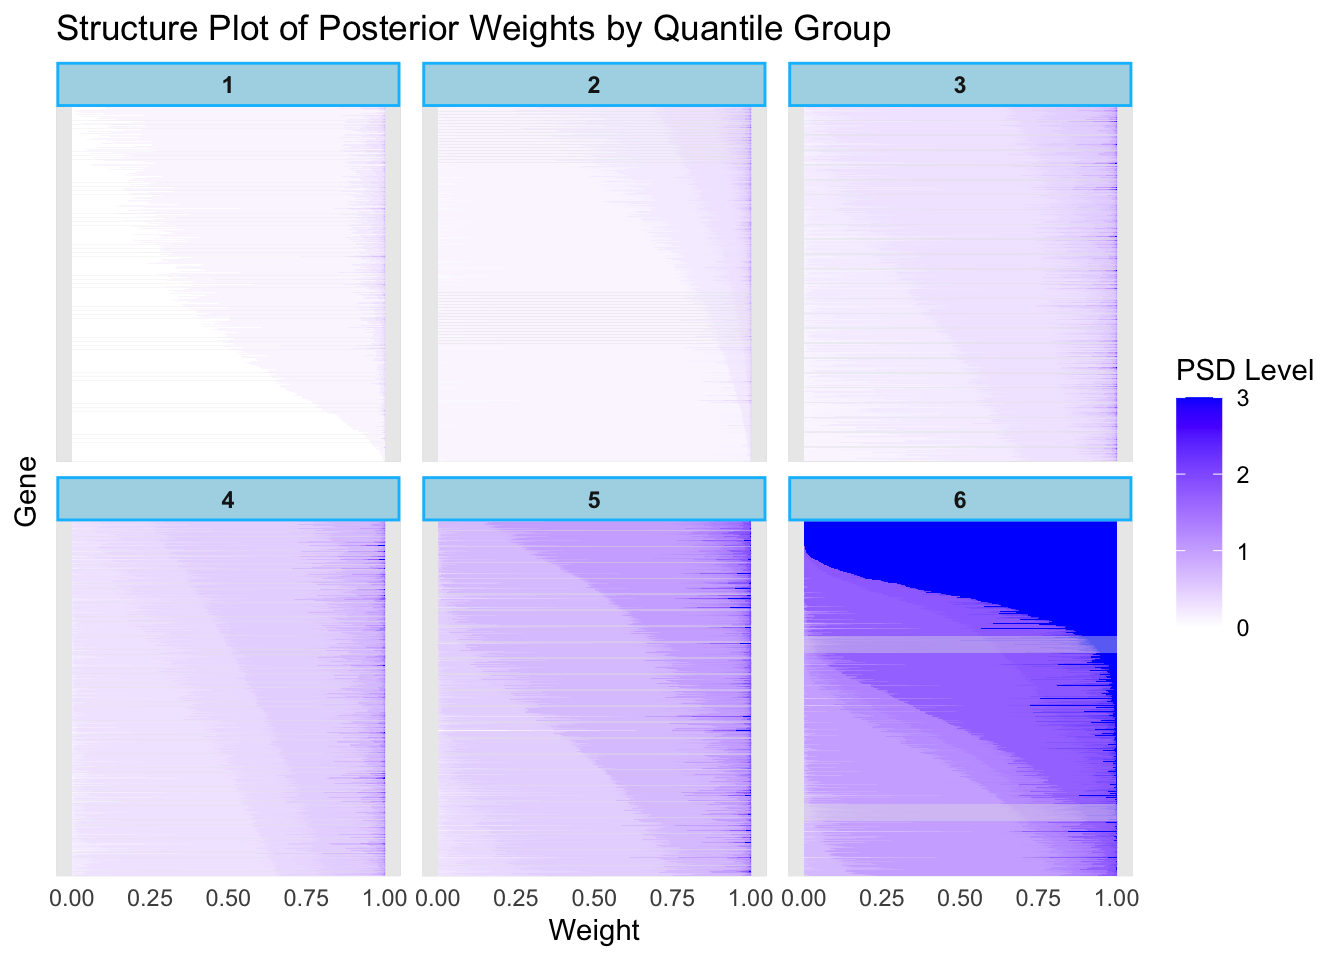 Structure Plot of Posterior Weights by Quantile Group
1 2 3
4 5 6
Gene
0.00 0.25 0.50 0.75 1.00 0.00 0.25 0.50 0.75 1.00 0.00 0.25 0.50 0.75 1.00
Weight
PSD Level
3
2
1
0